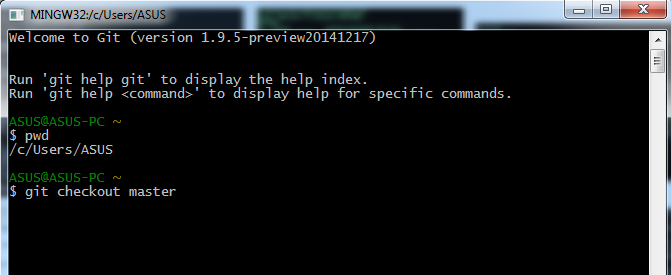 MINGW32:/c/Users/ASUS
Welcome to Git (version 1.9.5-preview20141217)
Run 'git help git' to display the help index.
Run 'git help <command>' to display help for specific commands.
ASUS@ASUS-PC ~
$ pwd
/c/Users/ASUS
ASUS@ASUS-PC ~
$ git checkout master